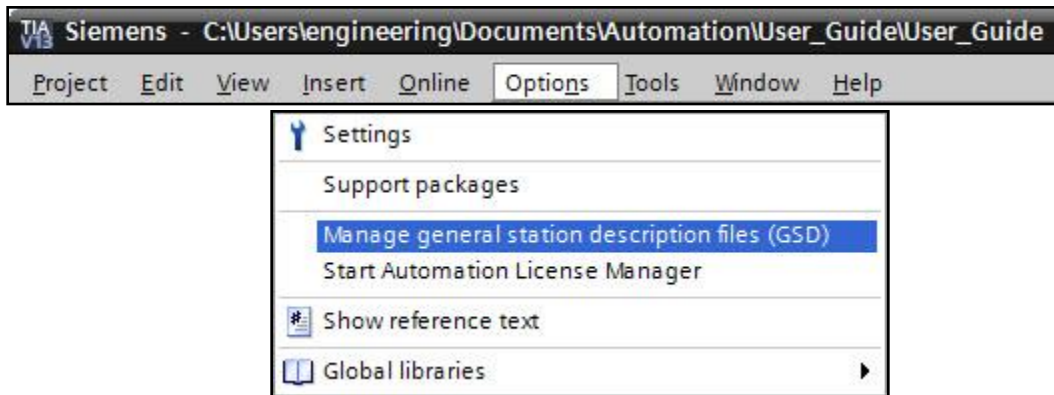 TIA V13 Siemens - C:\Users\engineering\Documents\Automation\User_Guide\User_Guide
Project Edit View Insert Online Options Tools Window Help
Settings
Support packages
Manage general station description files (GSD)
Start Automation License Manager
Show reference text
Global libraries